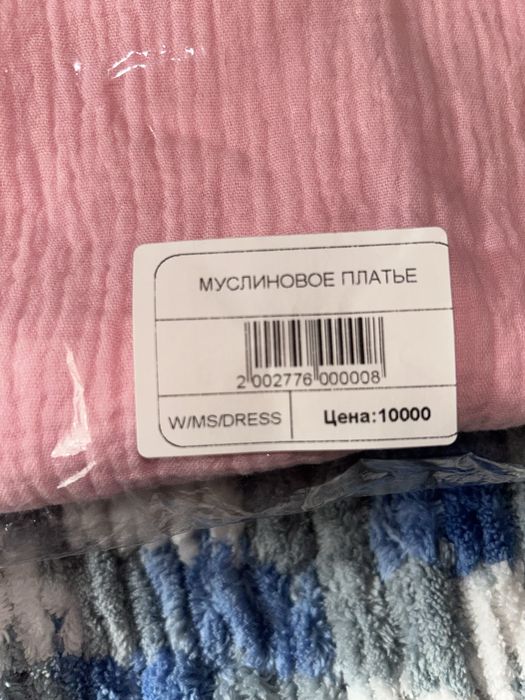 МУСЛИНОВОЕ ПЛАТЬЕ
2 002776 000008
W/MS/DRESS
Цена:10000